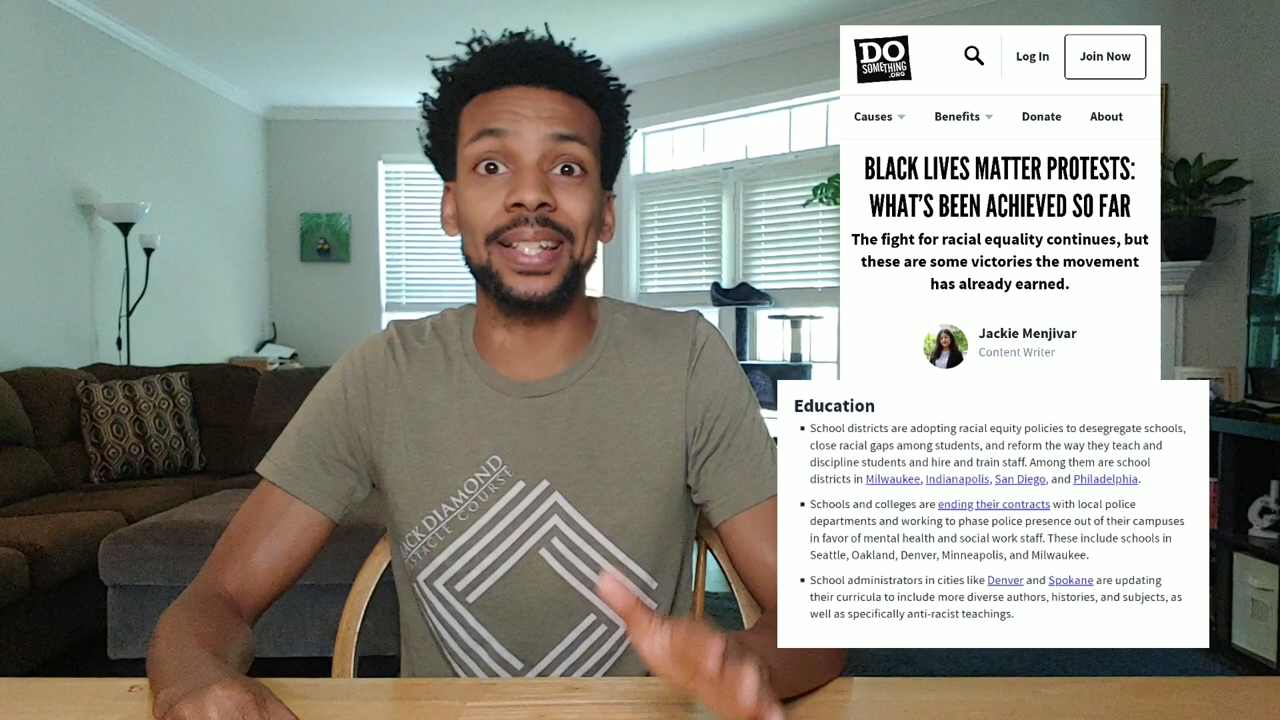 DO
SOMETHING
.ORG
Log In
Join Now
Causes
Benefits
Donate
About
BLACK LIVES MATTER PROTESTS:
WHAT'S BEEN ACHIEVED SO FAR
The fight for racial equality continues, but
these are some victories the movement
has already earned.
Jackie Menjivar
Content Writer
Education
▪ School districts are adopting racial equity policies to desegregate schools,
close racial gaps among students, and reform the way they teach and
discipline students and hire and train staff. Among them are school
districts in Milwaukee, Indianapolis, San Diego, and Philadelphia.
▪ Schools and colleges are ending their contracts with local police
departments and working to phase police presence out of their campuses
in favor of mental health and social work staff. These include schools in
Seattle, Oakland, Denver, Minneapolis, and Milwaukee.
▪ School administrators in cities like Denver and Spokane are updating
their curricula to include more diverse authors, histories, and subjects, as
well as specifically anti-racist teachings.
DIAMOND
COURSE